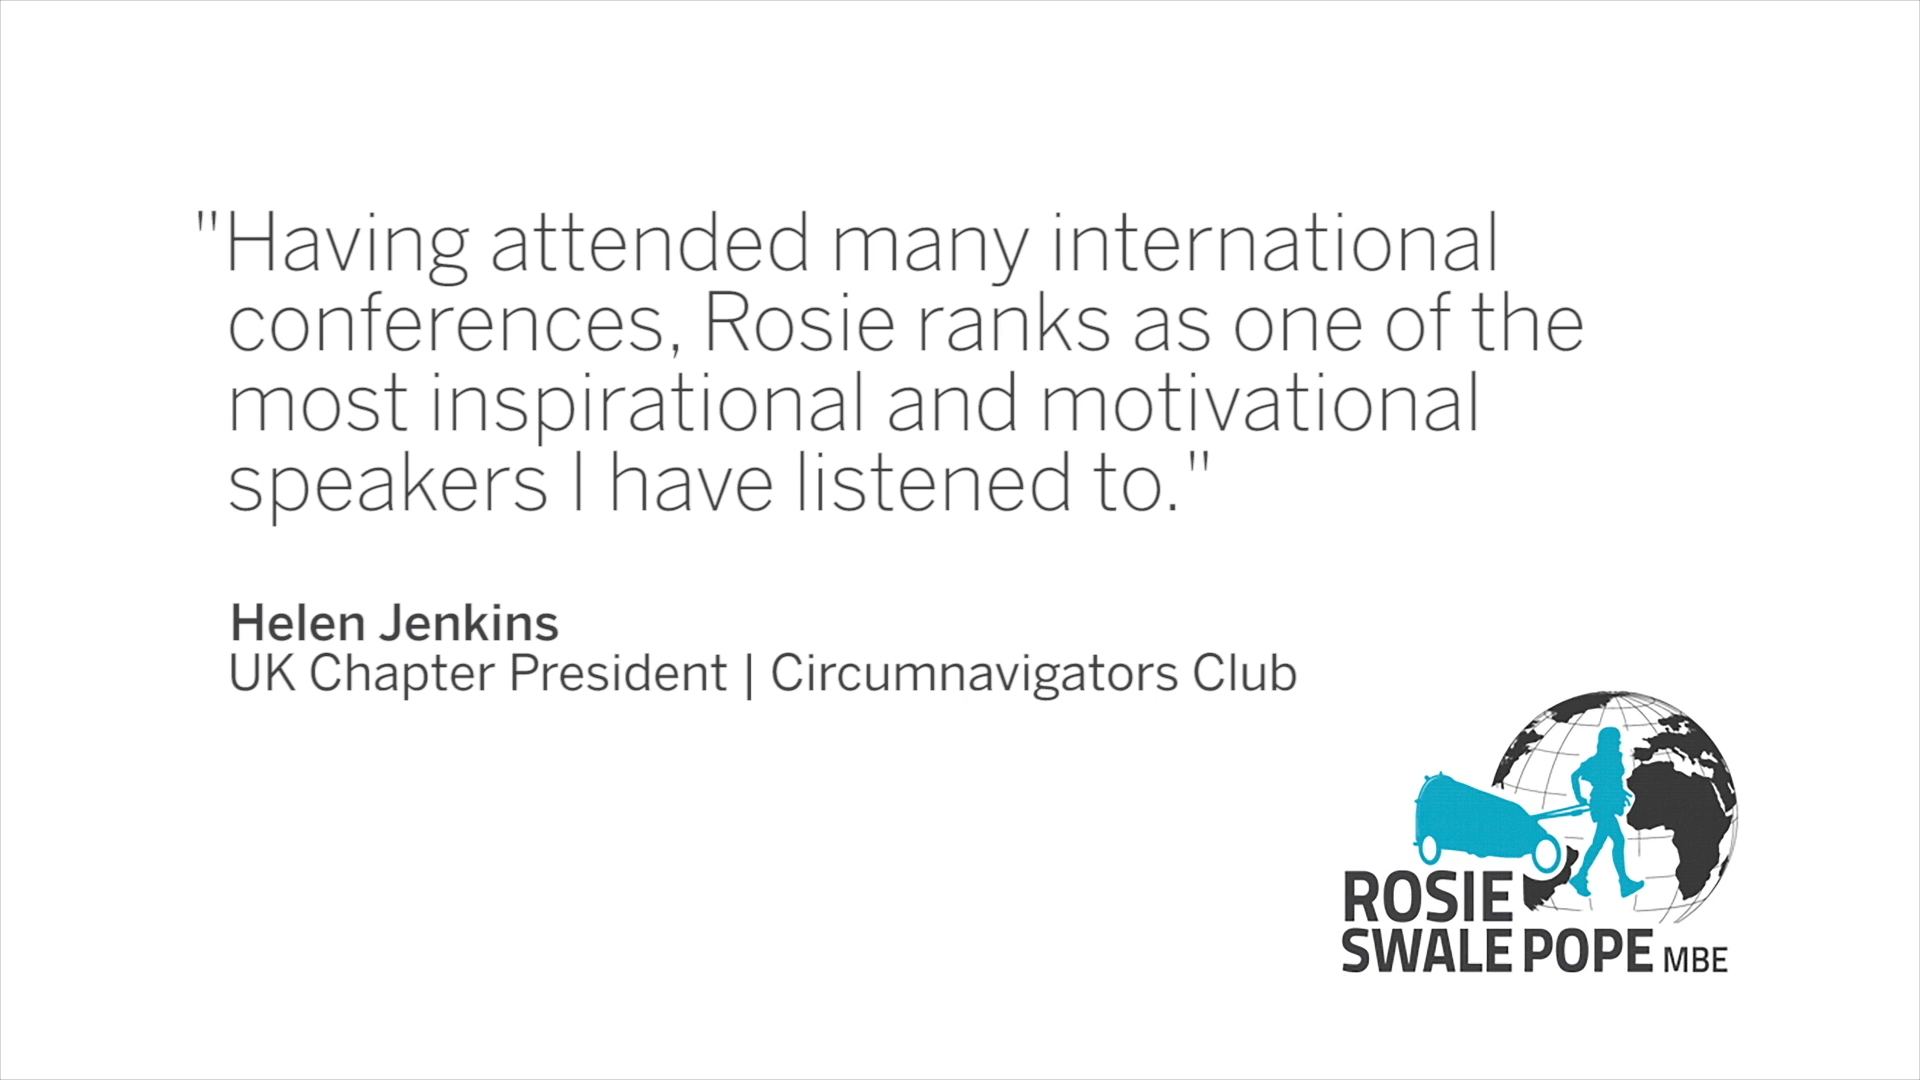 "Having attended many international
conferences, Rosie ranks as one of the
most inspirational and motivational
speakers I have listened to."
Helen Jenkins
UK Chapter President | Circumnavigators Club
ROSIE
SWALE POPE MBE